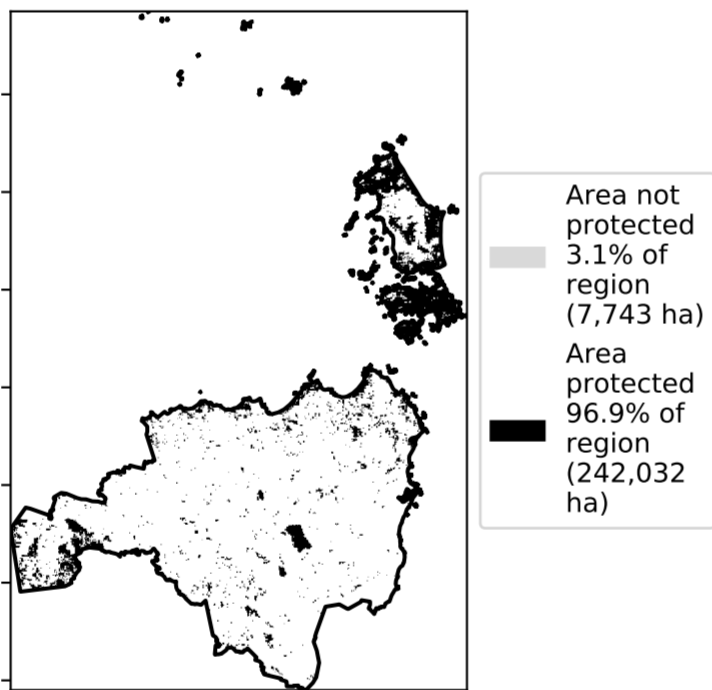 Area not
protected
3.1% of
region
(7,743 ha)
Area
protected
96.9% of
region
(242,032
ha)